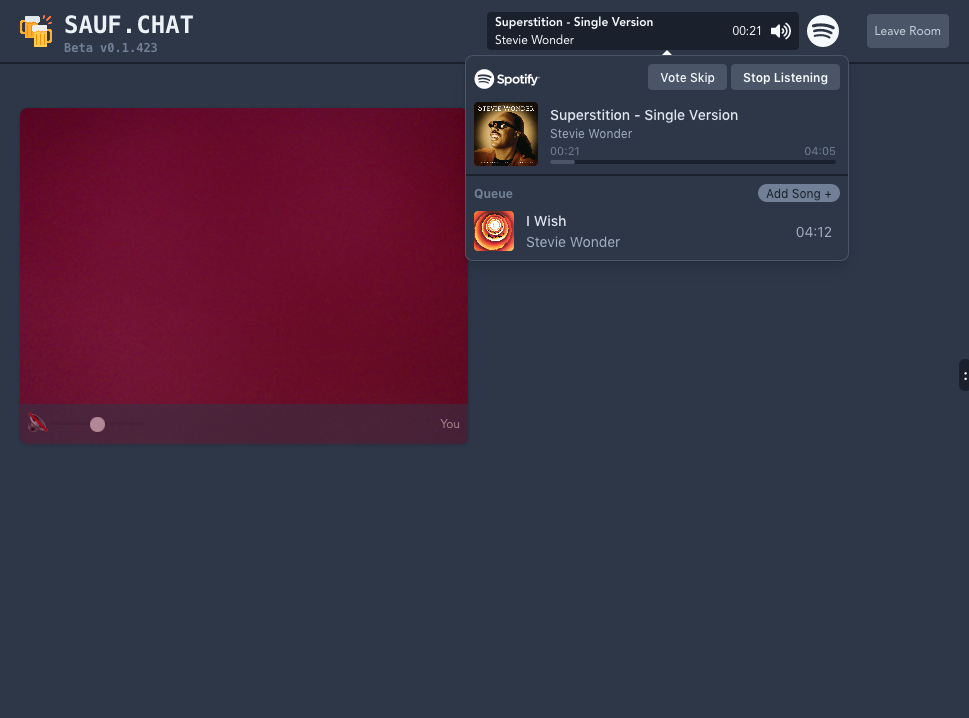 SAUF.CHAT
Beta v0.1.423
Superstition - Single Version
Stevie Wonder
00:21
Leave Room
Spotify
Vote Skip
Stop Listening
STEVIE WONDER
Superstition - Single Version
Stevie Wonder
00:21
04:05
Queue
Add Song +
I Wish
Stevie Wonder
04:12
You